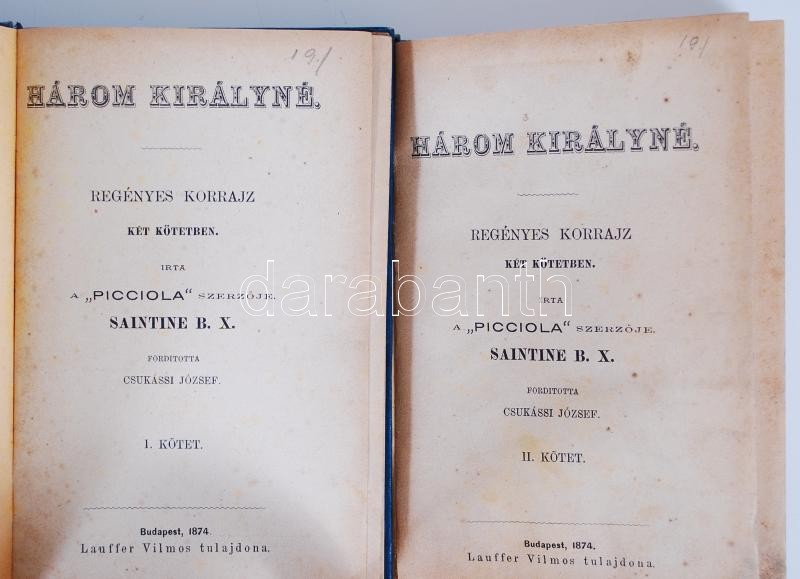 19/
HÁROM KIRÁLYNÉ.
REGÉNYES KORRAJZ
KÉT KÖTETBEN.
IRTA
A „PICCIOLA“ SZERZŐJE.
SAINTINE B. X.
FORDITOTTA
CSUKÁSSI JÓZSEF.
I. KÖTET.
Budapest, 1874.
Lauffer Vilmos tulajdona.
19/
HÁROM KIRÁLYNÉ.
REGÉNYES KORRAJZ
KÉT KÖTETBEN.
IRTA
A „PICCIOLA“ SZERZŐJE.
SAINTINE B. X.
FORDITOTTA
CSUKÁSSI JÓZSEF.
II. KÖTET.
Budapest, 1874.
Lauffer Vilmos tulajdona.
darabanth